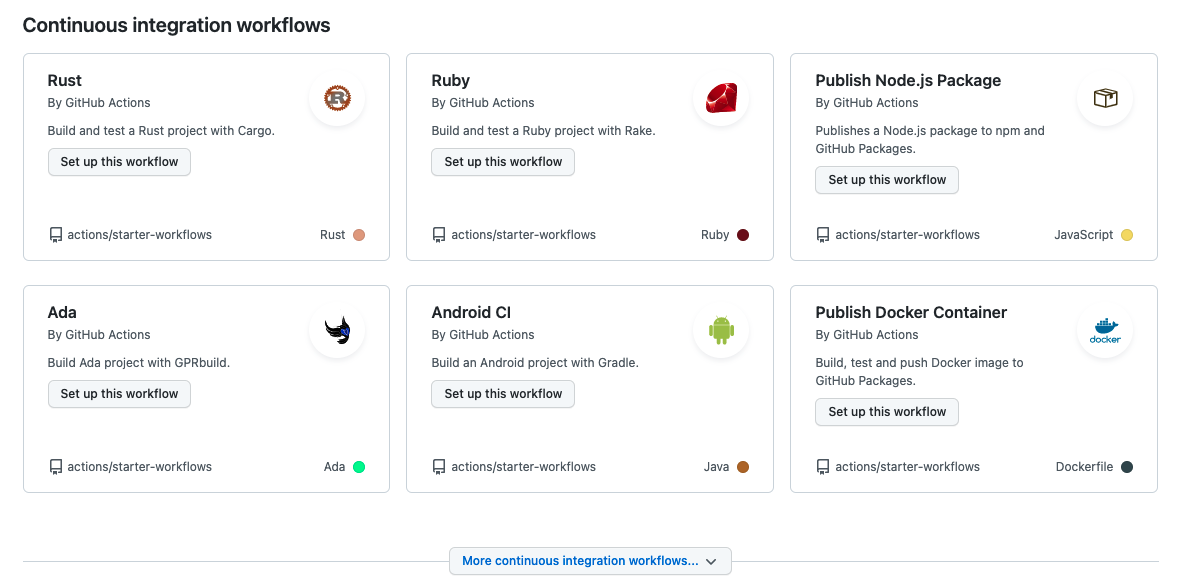 Continuous integration workflows
Rust
By GitHub Actions
Build and test a Rust project with Cargo.
Set up this workflow
actions/starter-workflows
Rust
R
Ruby
By GitHub Actions
Build and test a Ruby project with Rake.
Set up this workflow
actions/starter-workflows
Ruby
Publish Node.js Package
By GitHub Actions
Publishes a Node.js package to npm and
GitHub Packages.
Set up this workflow
actions/starter-workflows
JavaScript
Ada
By GitHub Actions
Build Ada project with GPRbuild.
Set up this workflow
actions/starter-workflows
Ada
Android CI
By GitHub Actions
Build an Android project with Gradle.
Set up this workflow
actions/starter-workflows
Java
Publish Docker Container
By GitHub Actions
docker
Build, test and push Docker image to
GitHub Packages.
Set up this workflow
actions/starter-workflows
Dockerfile
More continuous integration workflows...